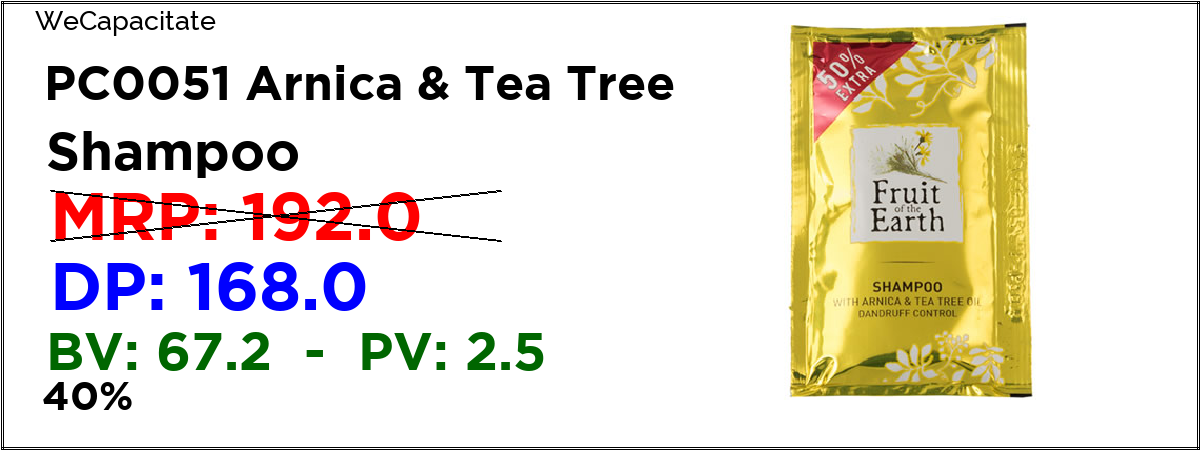 WeCapacitate
PC0051 Arnica & Tea Tree
Shampoo
MRP: 192.0
DP: 168.0
BV: 67.2 - PV: 2.5
40%
50%
EXTRA
Fruit
of the
Earth
SHAMPOO
WITH ARNICA & TEA TREE OIL
DANDRUFF CONTROL